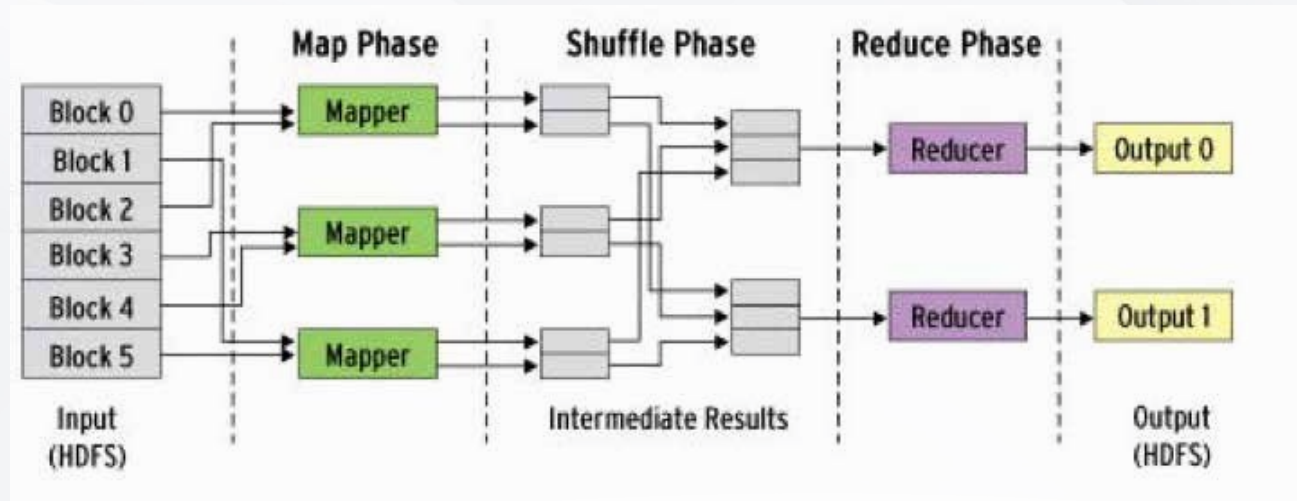 Map Phase
Shuffle Phase
Reduce Phase
Block 0
Block 1
Block 2
Block 3
Block 4
Block 5
Mapper
Mapper
Mapper
Reducer
Reducer
Output 0
Output 1
Input
(HDFS)
Intermediate Results
Output
(HDFS)